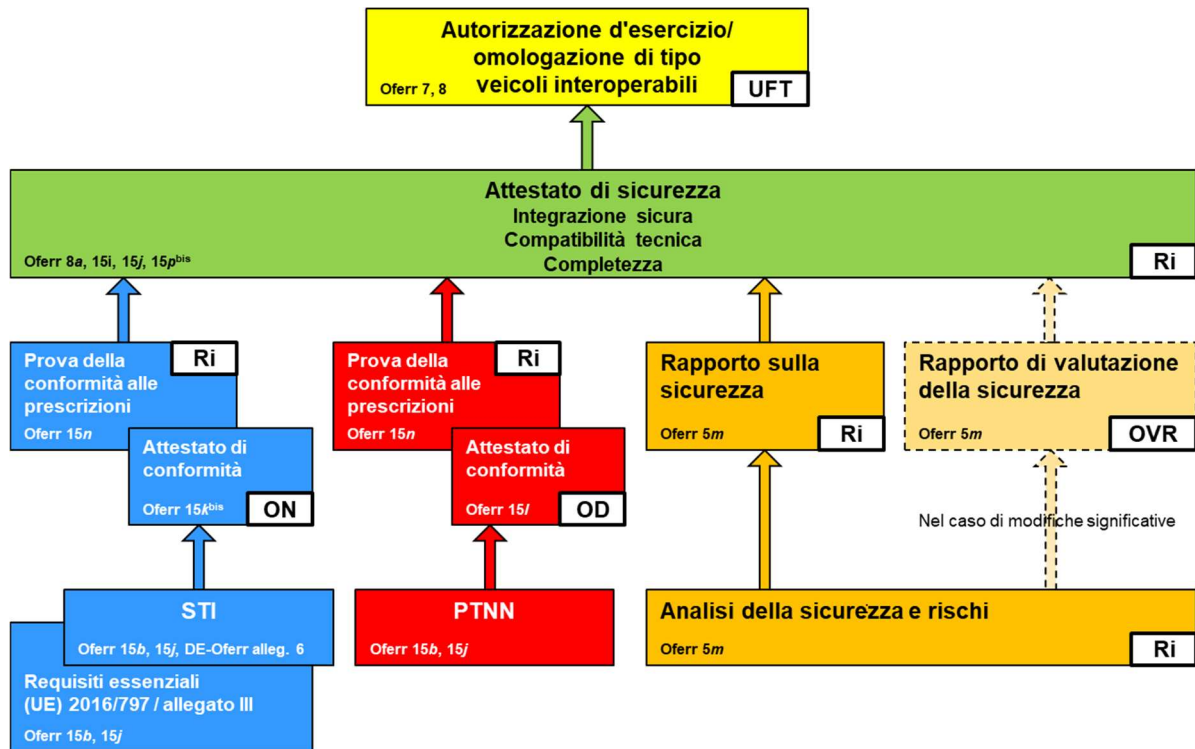 Autorizzazione d'esercizio/
omologazione di tipo
veicoli interoperabili
Oferr 7, 8
UFT
Attestato di sicurezza
Integrazione sicura
Compatibilità tecnica
Completezza
Oferr 8a, 15i, 15j, 15p^bis
Ri
Prova della
conformità alle
prescrizioni
Oferr 15n
Ri
Attestato di
conformità
Oferr 15k^bis
ON
Prova della
conformità alle
prescrizioni
Oferr 15n
Ri
Attestato di
conformità
Oferr 15l
OD
Rapporto sulla
sicurezza
Oferr 5m
Ri
Rapporto di valutazione
della sicurezza
Oferr 5m
OVR
Nel caso di modifiche significative
STI
Oferr 15b, 15j, DE-Oferr alleg. 6
Requisiti essenziali
(UE) 2016/797 / allegato III
Oferr 15b, 15j
PTNN
Oferr 15b, 15j
Analisi della sicurezza e rischi
Oferr 5m
Ri